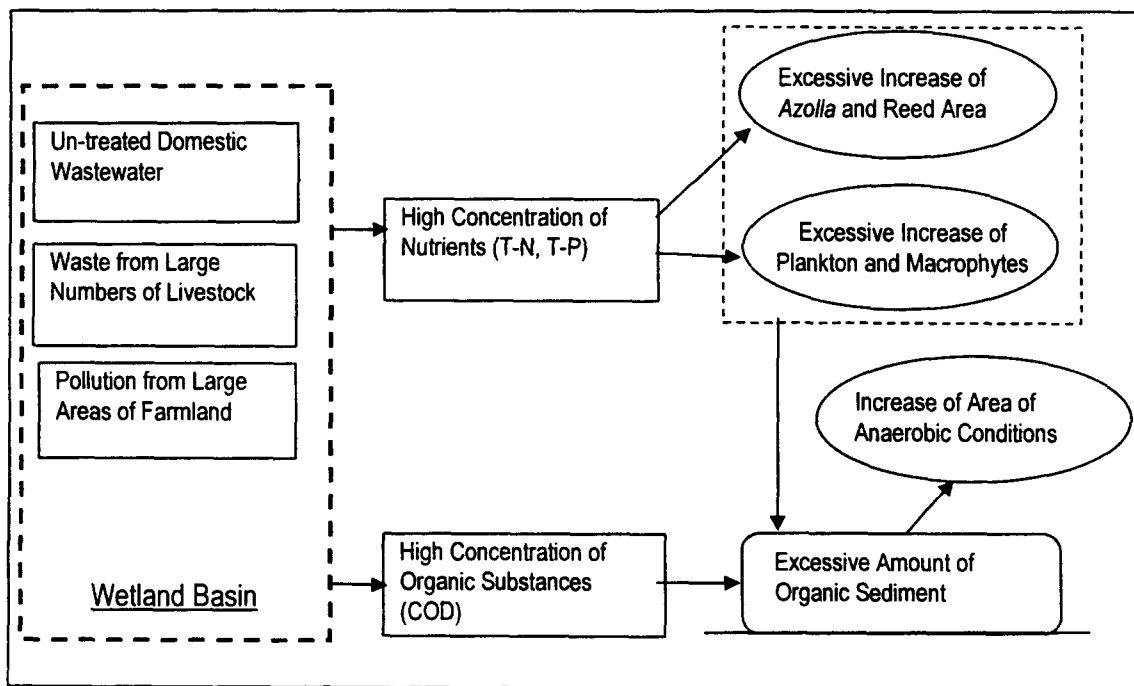 Un-treated Domestic
Wastewater
Waste from Large
Numbers of Livestock
Pollution from Large
Areas of Farmland
Wetland Basin
High Concentration of
Nutrients (T-N, T-P)
High Concentration of
Organic Substances
(COD)
Excessive Increase of
Azolla and Reed Area
Excessive Increase of
Plankton and Macrophytes
Increase of Area of
Anaerobic Conditions
Excessive Amount of
Organic Sediment